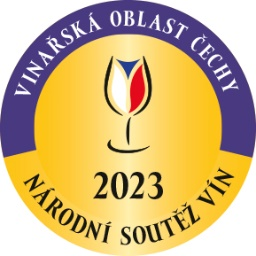 VINAŘSKÁ OBLAST ČECHY
2023
NÁRODNÍ SOUTĚŽ VÍN